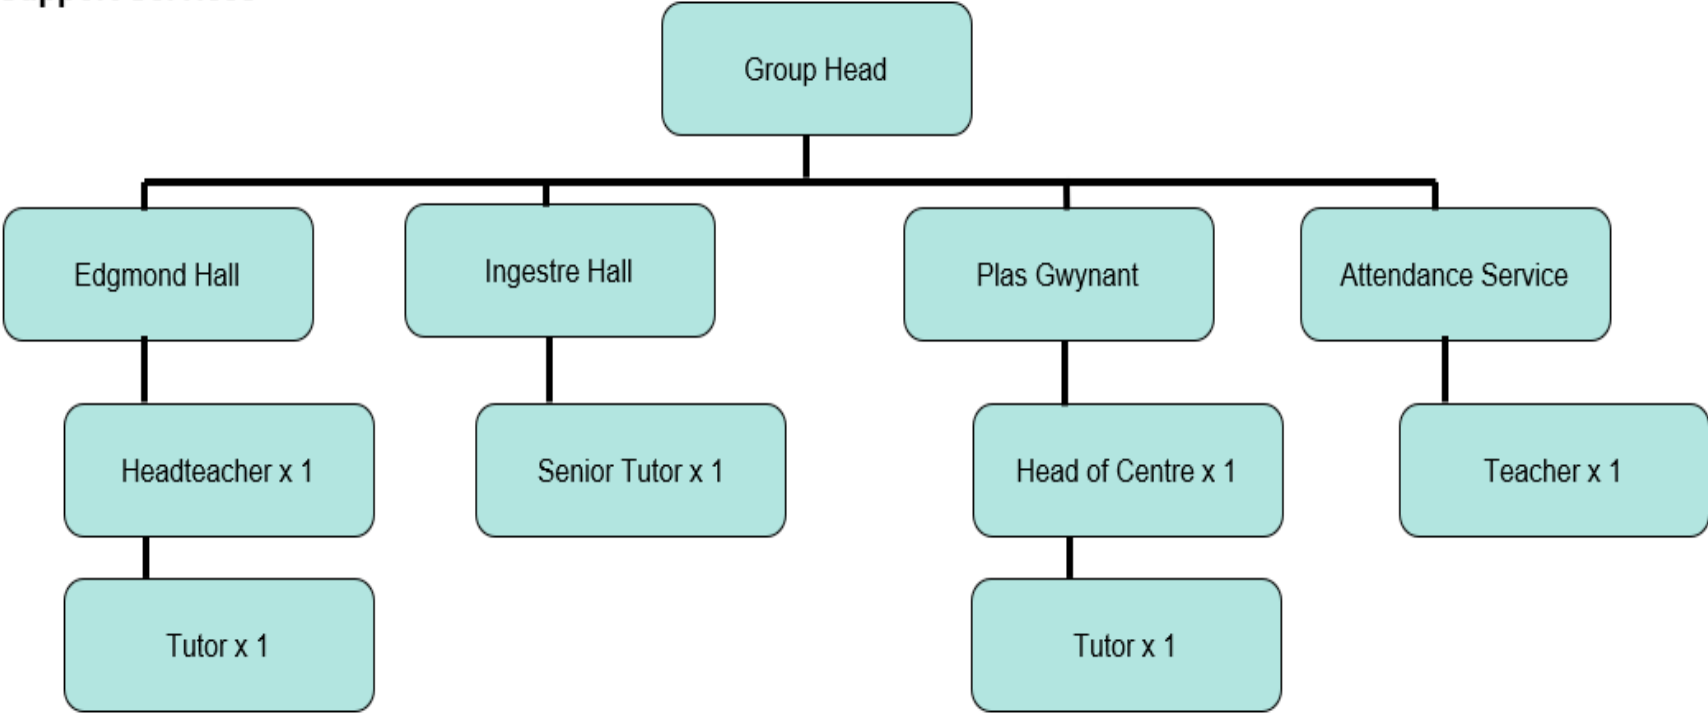 Group Head
Edgmond Hall
Ingestre Hall
Plas Gwynant
Attendance Service
Headteacher x 1
Senior Tutor x 1
Head of Centre x 1
Teacher x 1
Tutor x 1
Tutor x 1